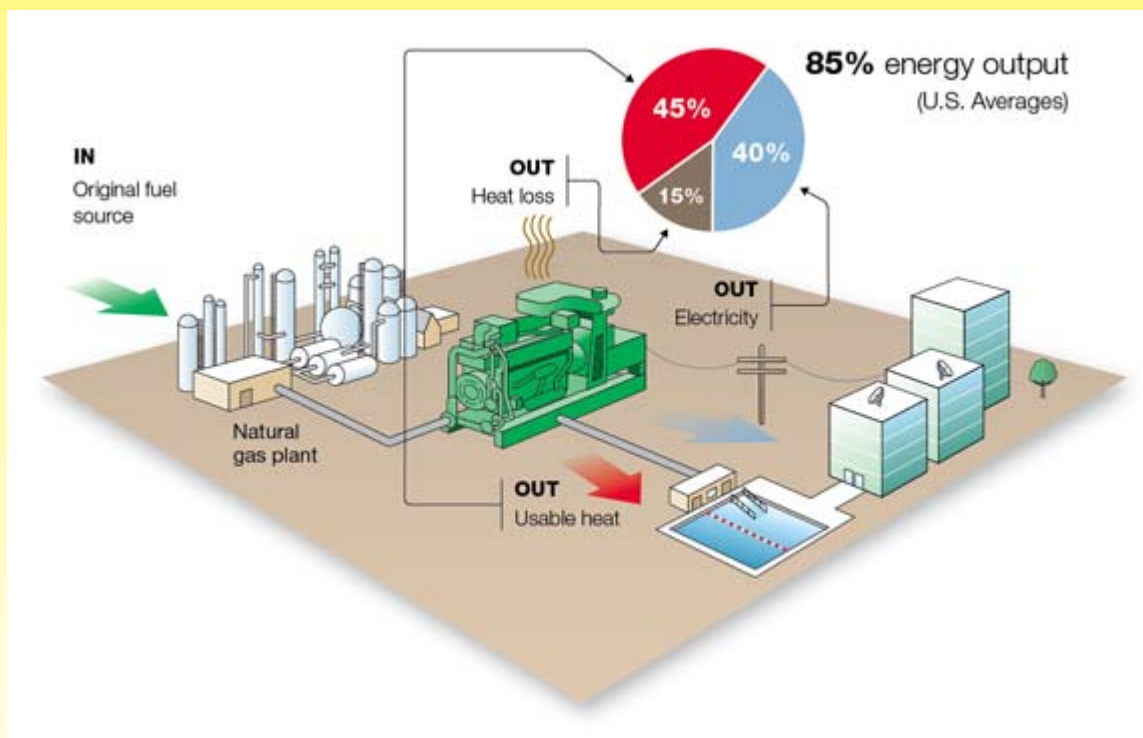 85% energy output
(U.S. Averages)
45%
40%
15%
IN
Original fuel
source
OUT
Heat loss
OUT
Electricity
Natural
gas plant
OUT
Usable heat